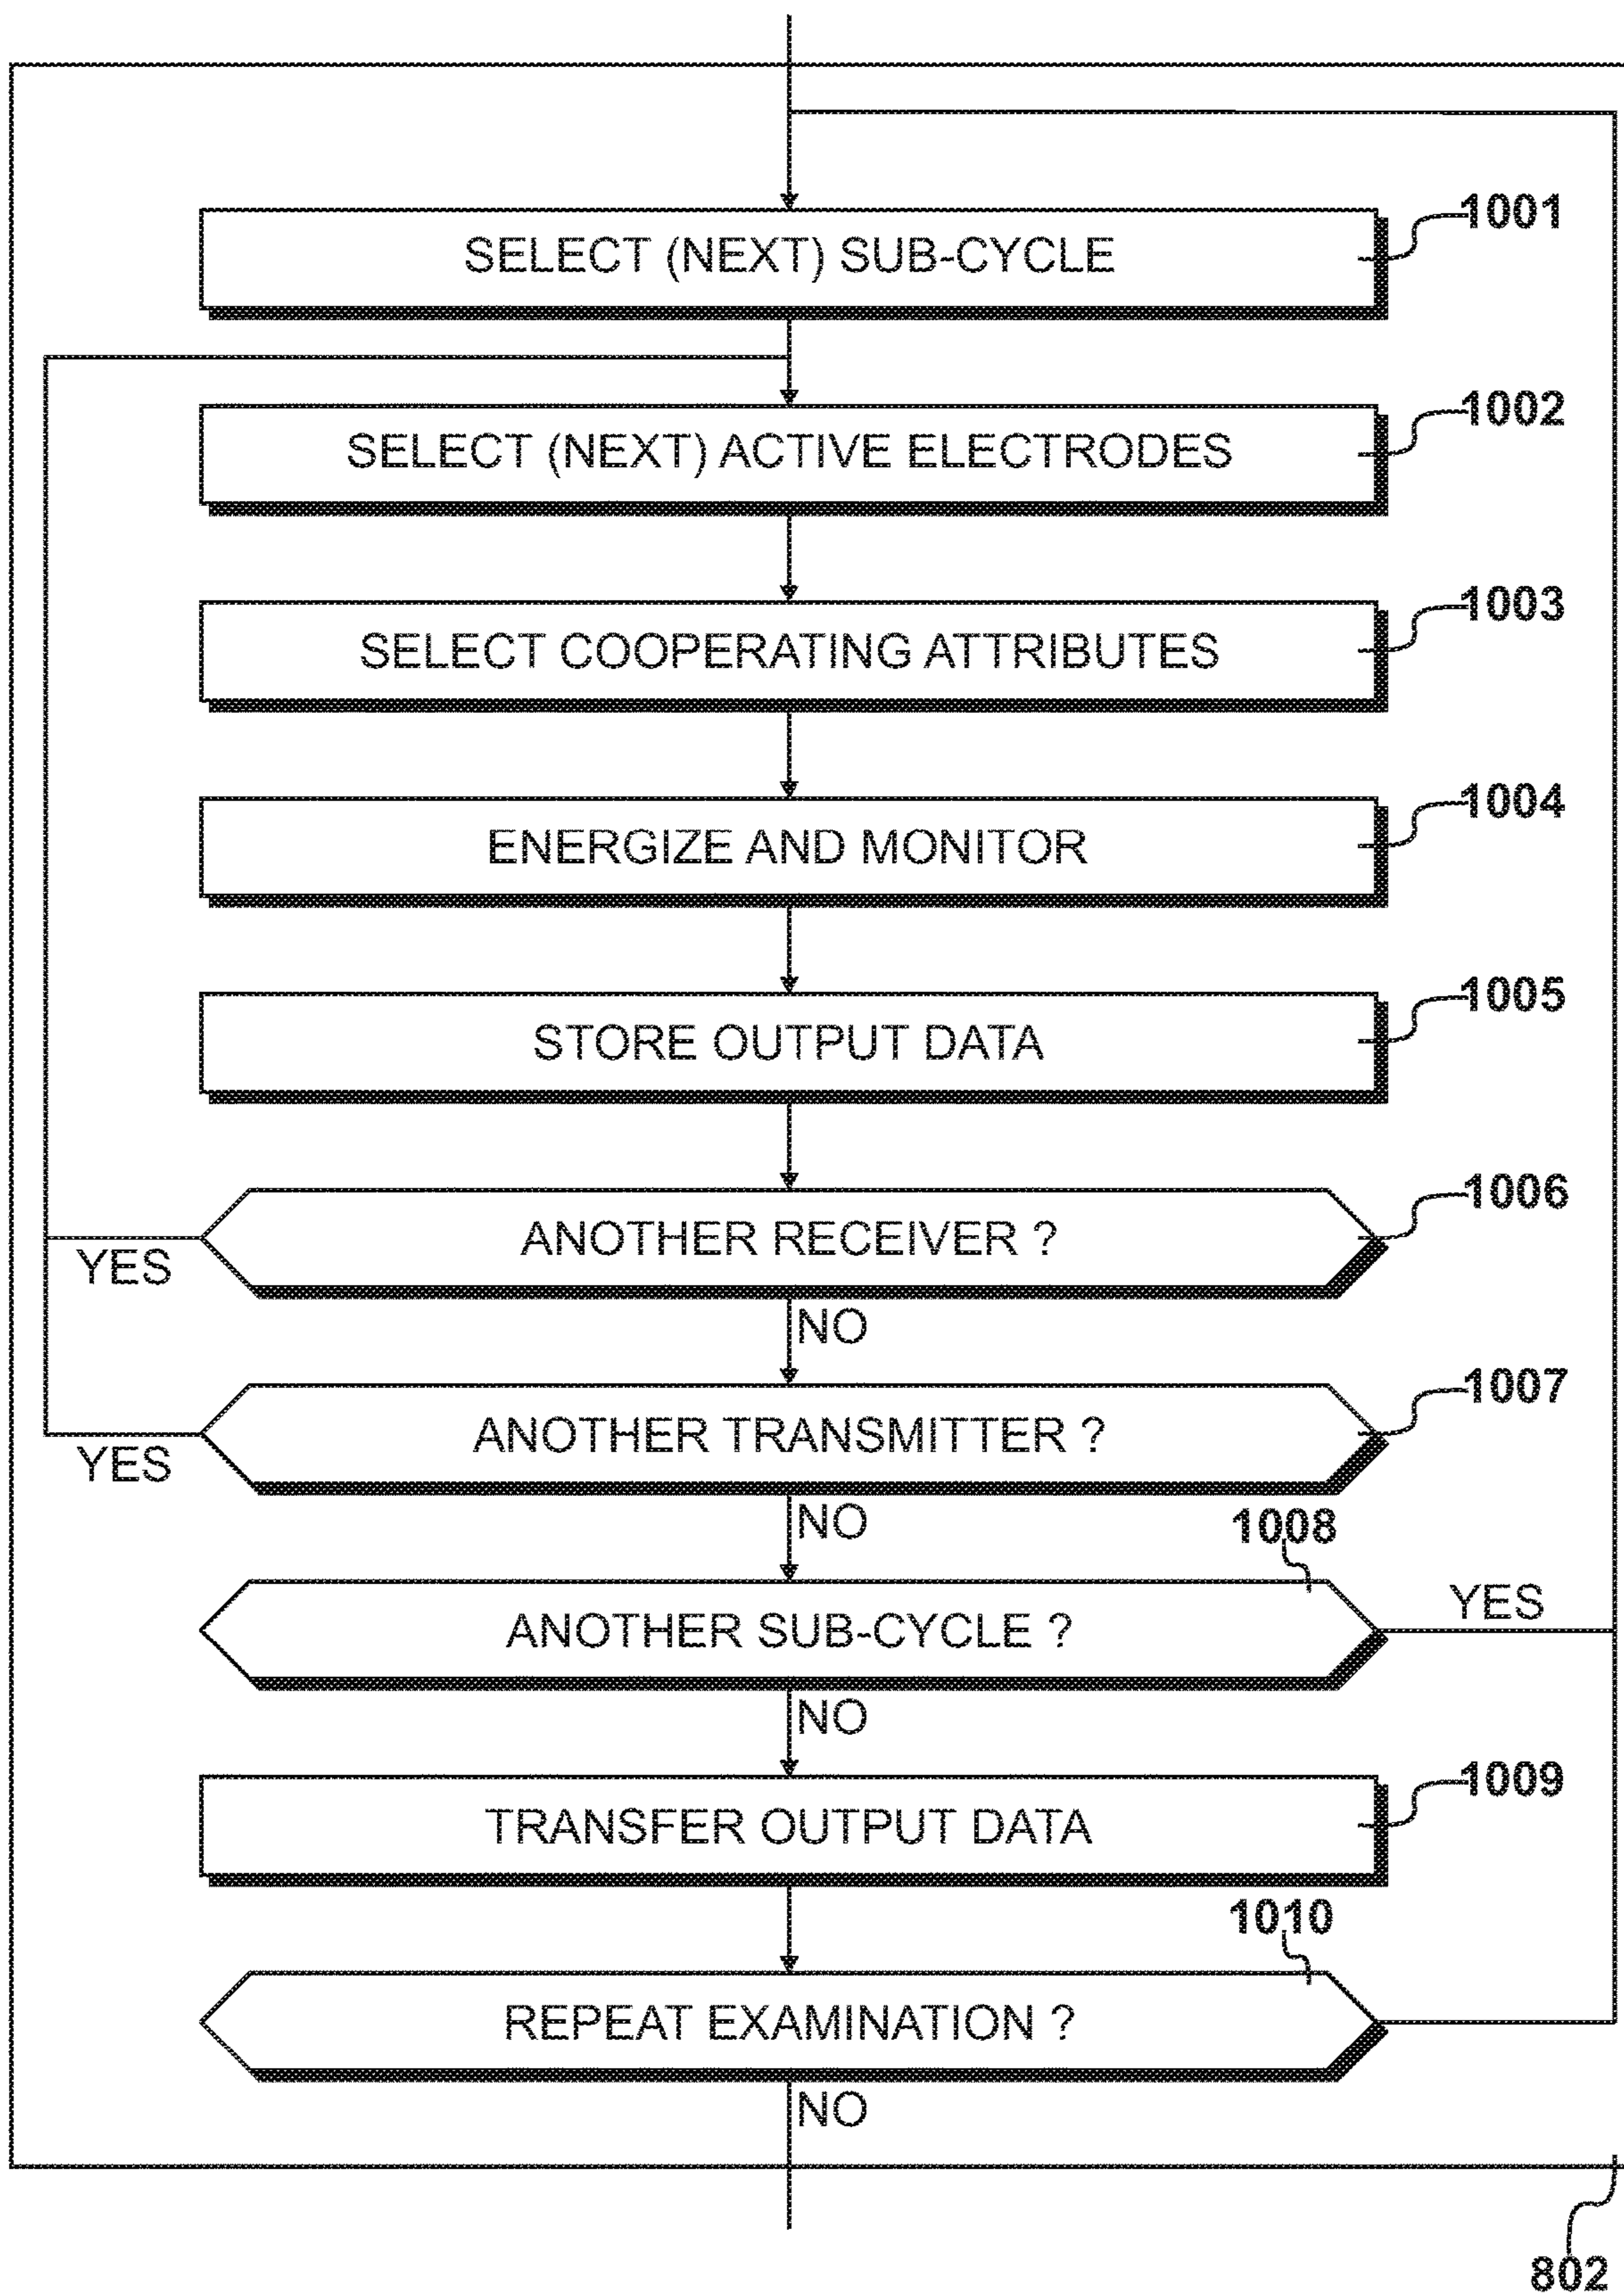 1001
SELECT (NEXT) SUB-CYCLE
1002
SELECT (NEXT) ACTIVE ELECTRODES
1003
SELECT COOPERATING ATTRIBUTES
1004
ENERGIZE AND MONITOR
1005
STORE OUTPUT DATA
1006
ANOTHER RECEIVER ?
YES
NO
1007
ANOTHER TRANSMITTER ?
YES
NO
1008
ANOTHER SUB-CYCLE ?
YES
NO
1009
TRANSFER OUTPUT DATA
1010
REPEAT EXAMINATION ?
NO
802